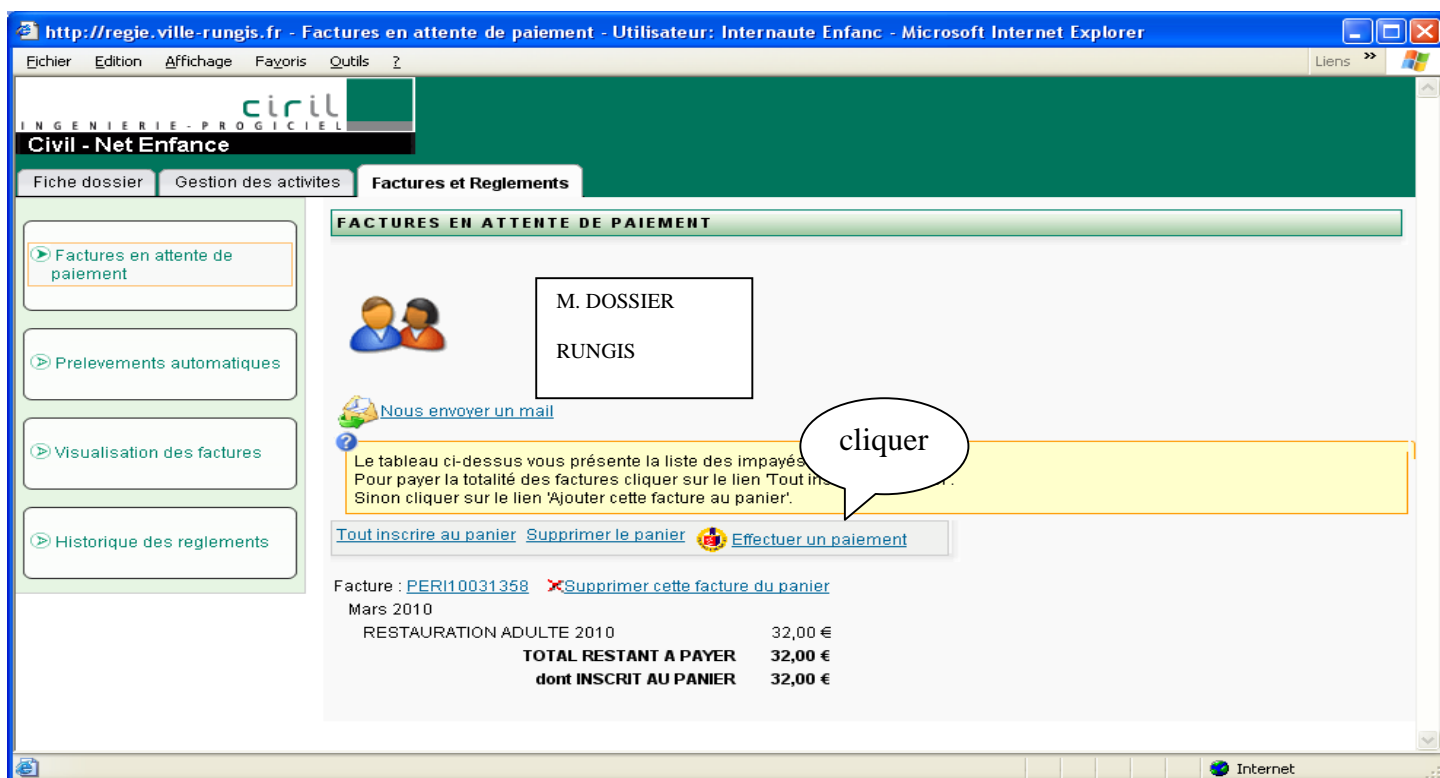 http://regie.ville-rungis.fr - Factures en attente de paiement - Utilisateur: Internaute Enfanc - Microsoft Internet Explorer
Eichier Edition Affichage Favoris Outils ? Liens »
ciril
INGENIERIE-PROGICIEL
Civil - Net Enfance
Fiche dossier Gestion des activites Factures et Reglements
FACTURES EN ATTENTE DE PAIEMENT
Factures en attente de
paiement
Prelevements automatiques
Visualisation des factures
Historique des reglements
M. DOSSIER
RUNGIS
Nous envoyer un mail
cliquer
Le tableau ci-dessus vous présente la liste des impayés
Pour payer la totalité des factures cliquer sur le lien 'Tout
Sinon cliquer sur le lien 'Ajouter cette facture au panier'.
Tout inscrire au panier Supprimer le panier Effectuer un paiement
Facture : PERI10031358 Supprimer cette facture du panier
Mars 2010
RESTAURATION ADULTE 2010 32,00 €
TOTAL RESTANT A PAYER 32,00 €
dont INSCRIT AU PANIER 32,00 €
Internet